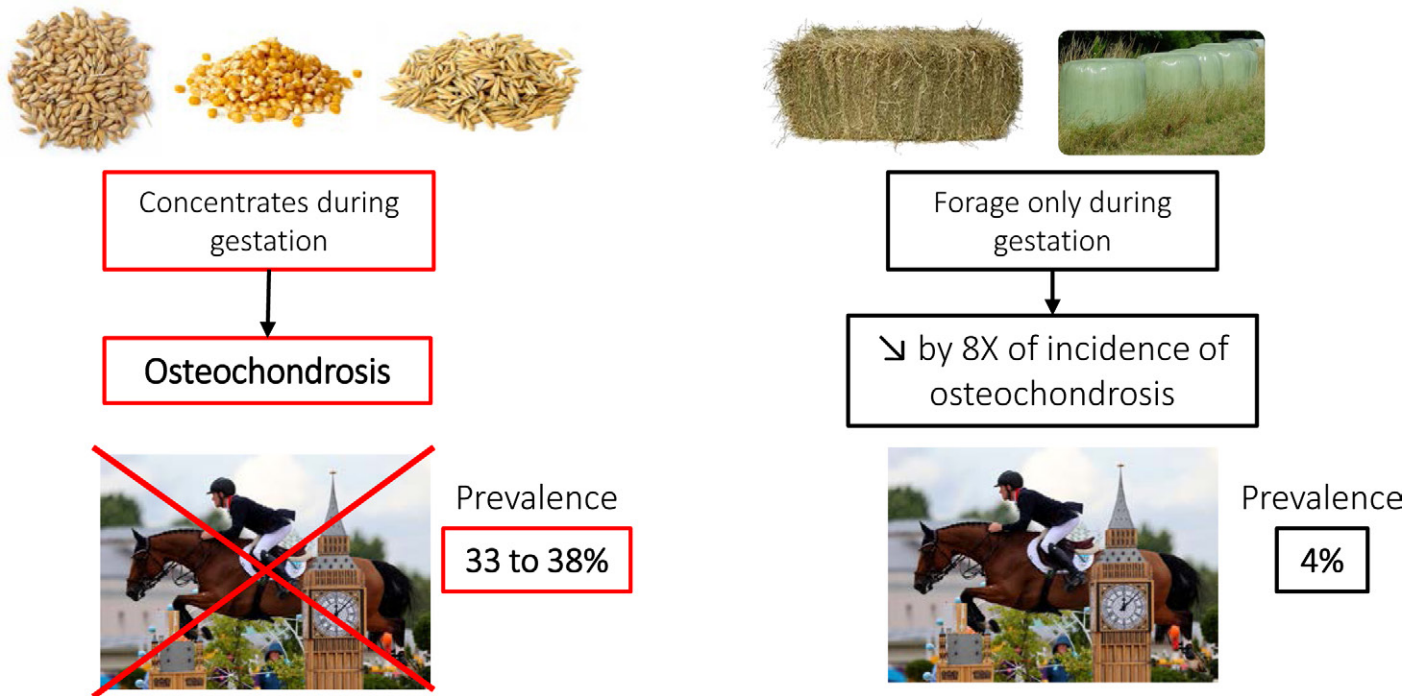 Concentrates during
gestation
Osteochondrosis
Prevalence
33 to 38%
Forage only during
gestation
↘ by 8X of incidence of
osteochondrosis
Prevalence
4%